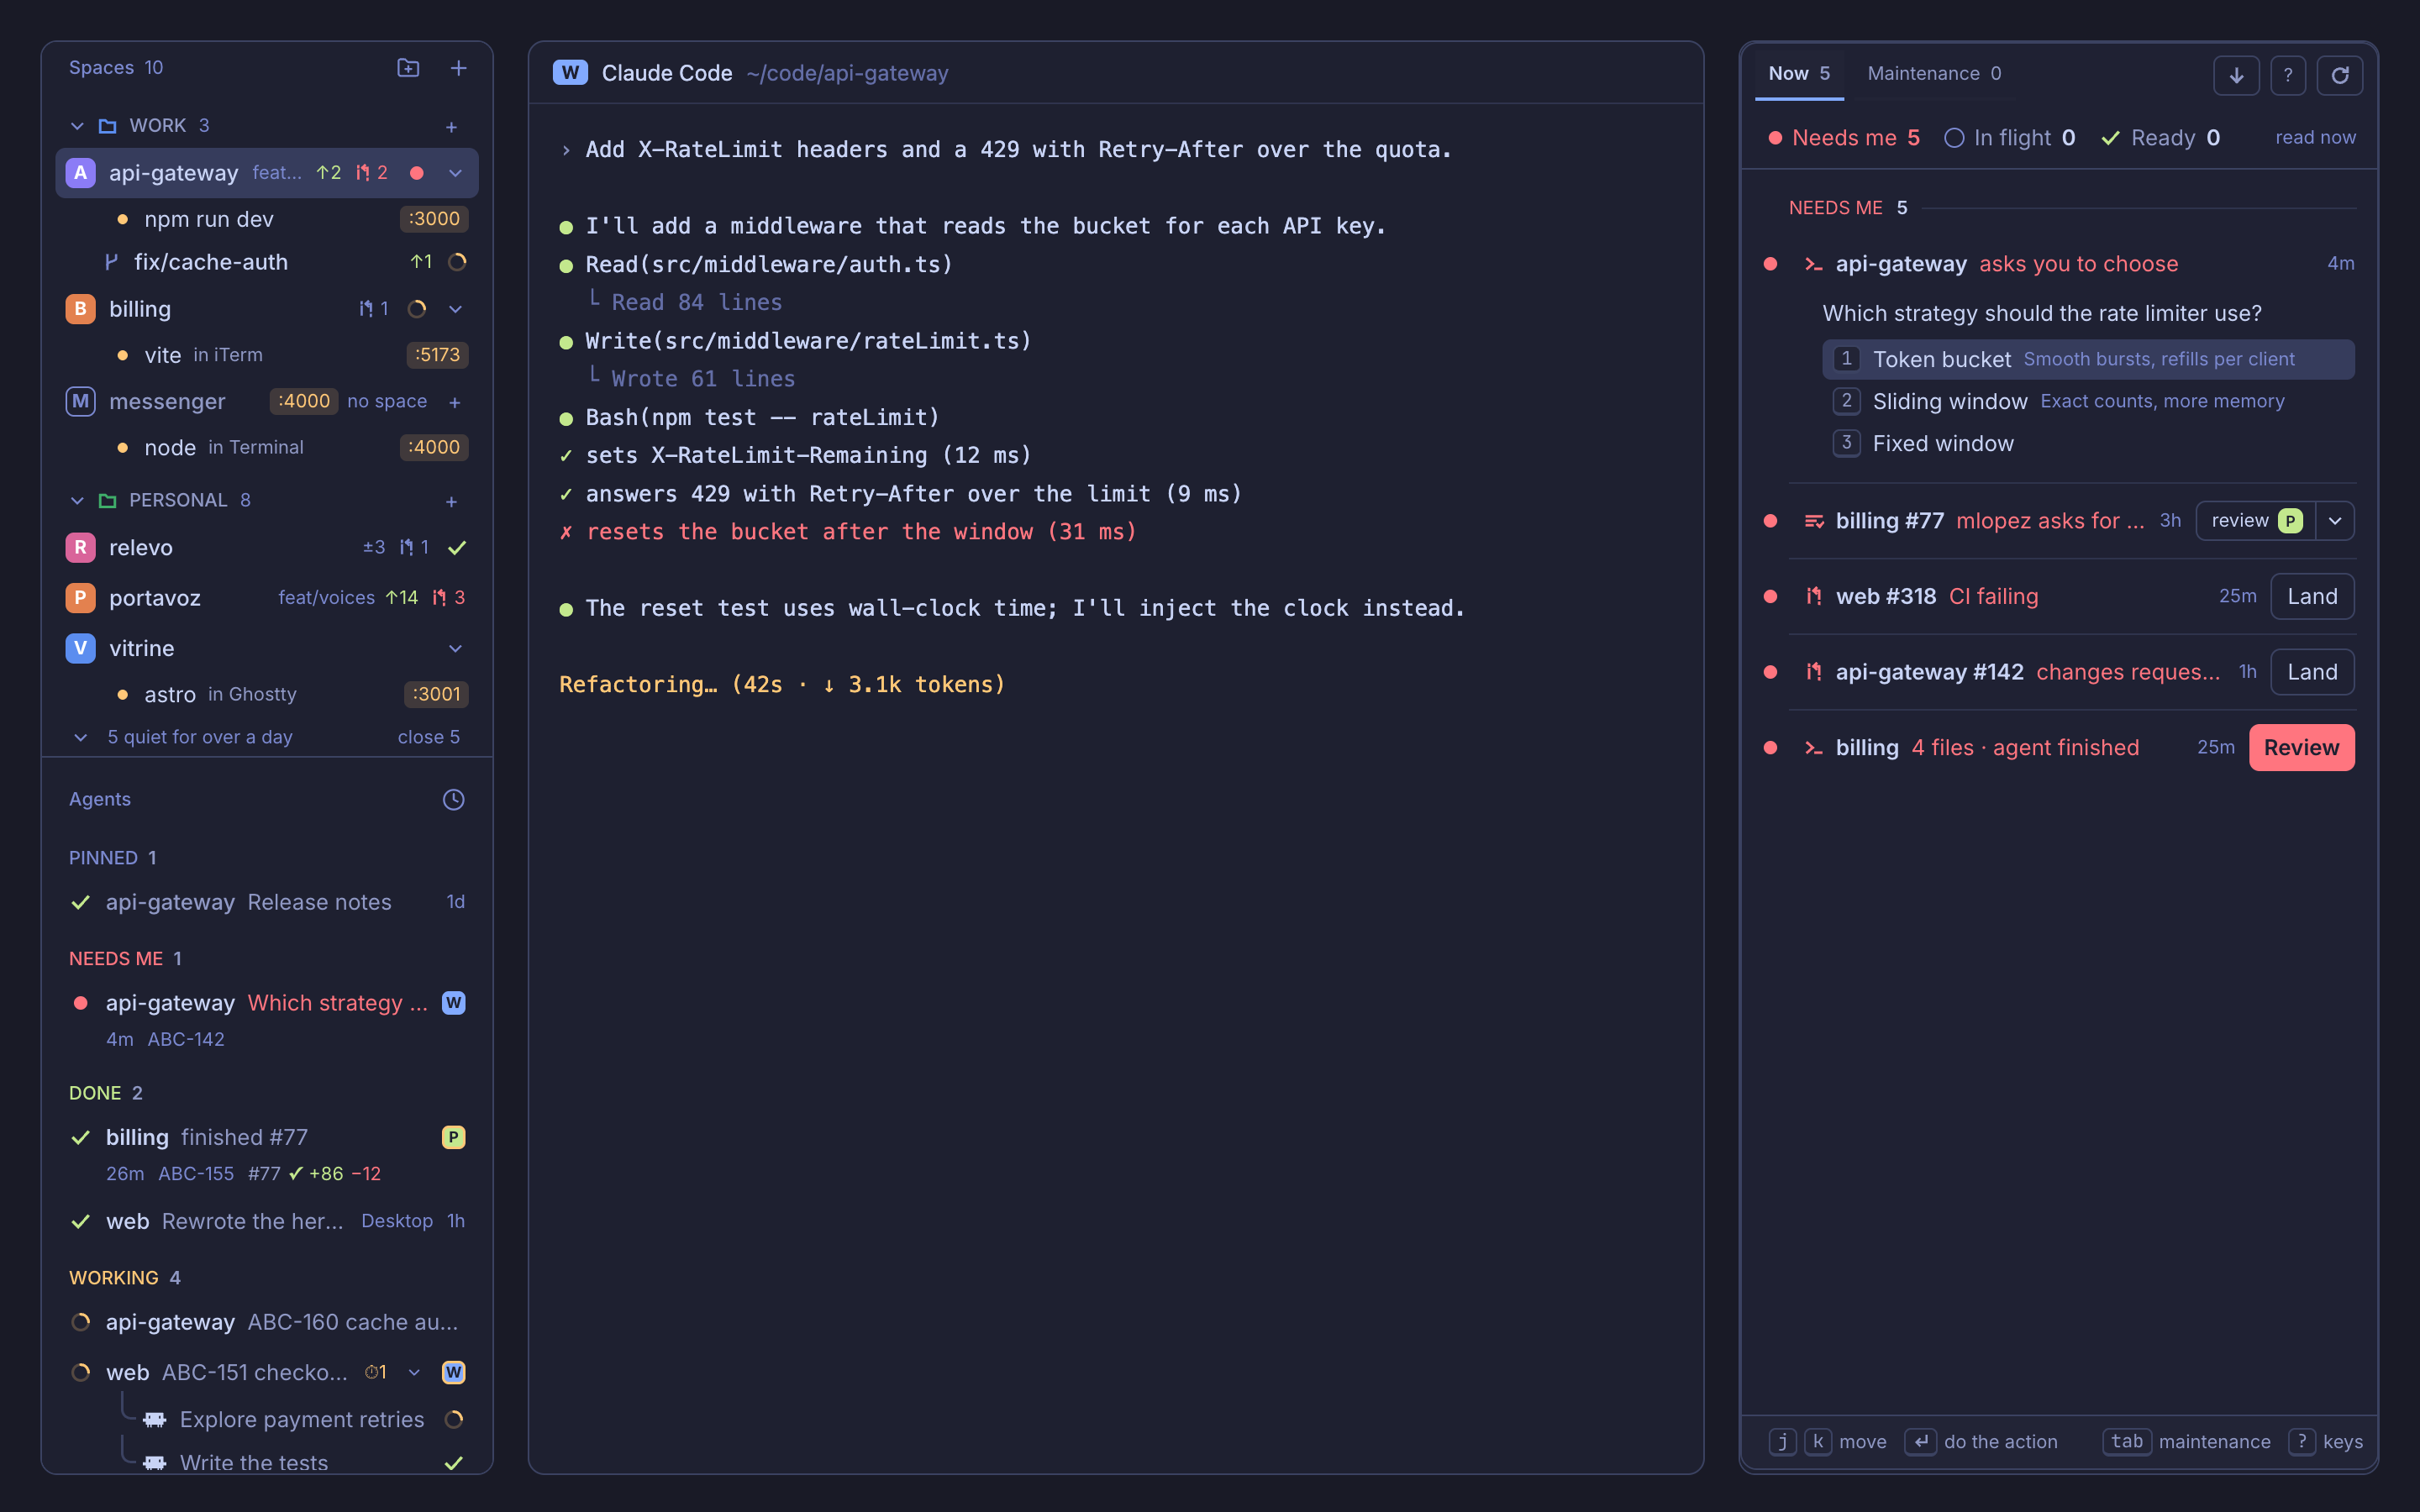 Spaces 10
WORK 3
A api-gateway feat... ↑2 2
npm run dev :3000
fix/cache-auth ↑1
B billing 1
vite in iTerm :5173
M messenger :4000 no space +
node in Terminal :4000
PERSONAL 8
R relevo ±3 1
P portavoz feat/voices ↑14 3
V vitrine
astro in Ghostty :3001
5 quiet for over a day close 5
Agents
PINNED 1
✓ api-gateway Release notes 1d
NEEDS ME 1
api-gateway Which strategy ... W
4m ABC-142
DONE 2
✓ billing finished #77 P
26m ABC-155 #77 ✓ +86 −12
✓ web Rewrote the her... Desktop 1h
WORKING 4
api-gateway ABC-160 cache au...
web ABC-151 checko... 1 W
Explore payment retries
Write the tests ✓
W Claude Code ~/code/api-gateway
› Add X-RateLimit headers and a 429 with Retry-After over the quota.
● I'll add a middleware that reads the bucket for each API key.
● Read(src/middleware/auth.ts)
└ Read 84 lines
● Write(src/middleware/rateLimit.ts)
└ Wrote 61 lines
● Bash(npm test -- rateLimit)
✓ sets X-RateLimit-Remaining (12 ms)
✓ answers 429 with Retry-After over the limit (9 ms)
✗ resets the bucket after the window (31 ms)
● The reset test uses wall-clock time; I'll inject the clock instead.
Refactoring… (42s · ↓ 3.1k tokens)
Now 5 Maintenance 0 ?
Needs me 5 In flight 0 ✓ Ready 0 read now
NEEDS ME 5
api-gateway asks you to choose 4m
Which strategy should the rate limiter use?
1 Token bucket Smooth bursts, refills per client
2 Sliding window Exact counts, more memory
3 Fixed window
billing #77 mlopez asks for ... 3h review P
web #318 CI failing 25m Land
api-gateway #142 changes reques... 1h Land
billing 4 files · agent finished 25m Review
j k move ↵ do the action tab maintenance ? keys